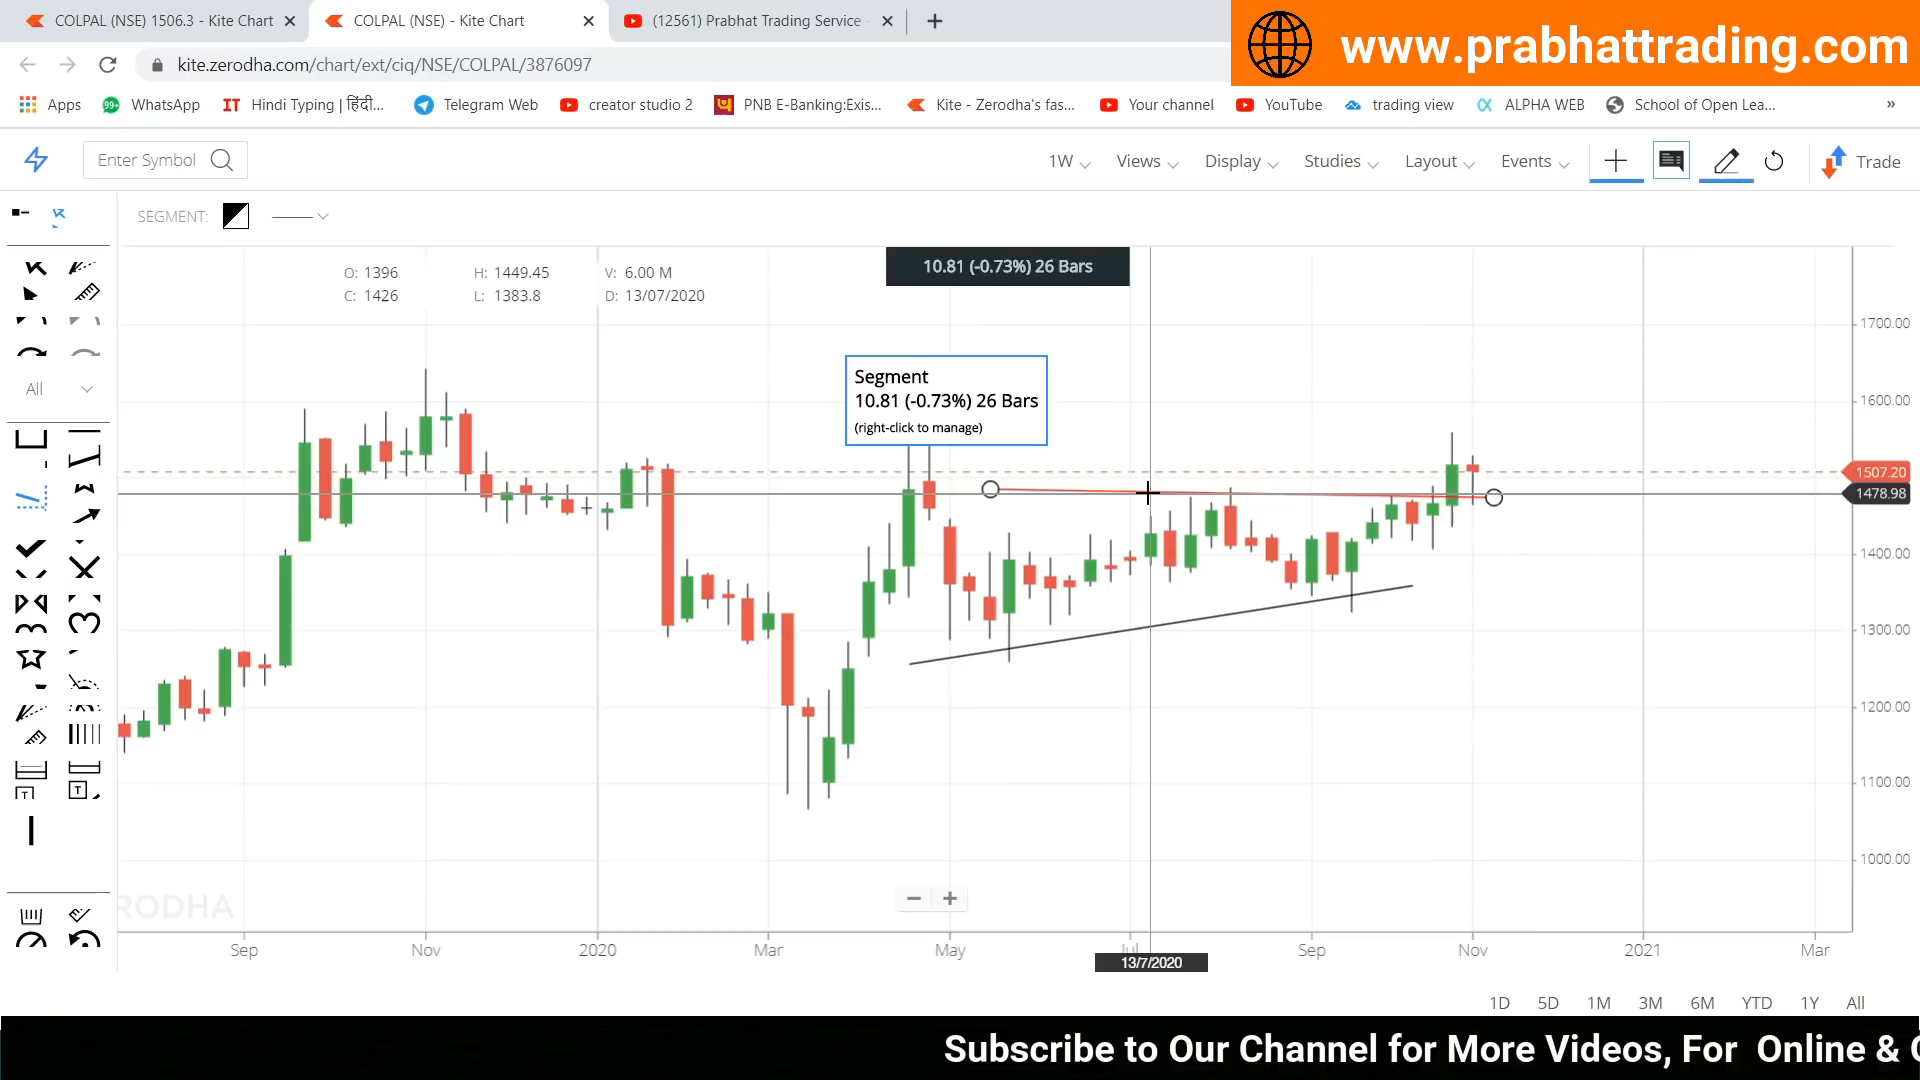 COLPAL (NSE) 1506.3 - Kite Chart
COLPAL (NSE) - Kite Chart
(12561) Prabhat Trading Service -
www.prabhattrading.com
kite.zerodha.com/chart/ext/ciq/NSE/COLPAL/3876097
Apps
99+ WhatsApp
IT Hindi Typing | हिंदी...
Telegram Web
creator studio 2
PNB E-Banking:Exis...
Kite - Zerodha's fas...
Your channel
YouTube
trading view
ALPHA WEB
School of Open Lea...
»
Enter Symbol
1W
Views
Display
Studies
Layout
Events
Trade
SEGMENT:
O: 1396 H: 1449.45 V: 6.00 M
C: 1426 L: 1383.8 D: 13/07/2020
10.81 (-0.73%) 26 Bars
All
Segment
10.81 (-0.73%) 26 Bars
(right-click to manage)
1700.00
1600.00
1507.20
1478.98
1400.00
1300.00
1200.00
1100.00
1000.00
RODHA
Sep Nov 2020 Mar May Jul Sep Nov 2021 Mar
13/7/2020
1D 5D 1M 3M 6M YTD 1Y All
Subscribe to Our Channel for More Videos, For Online &